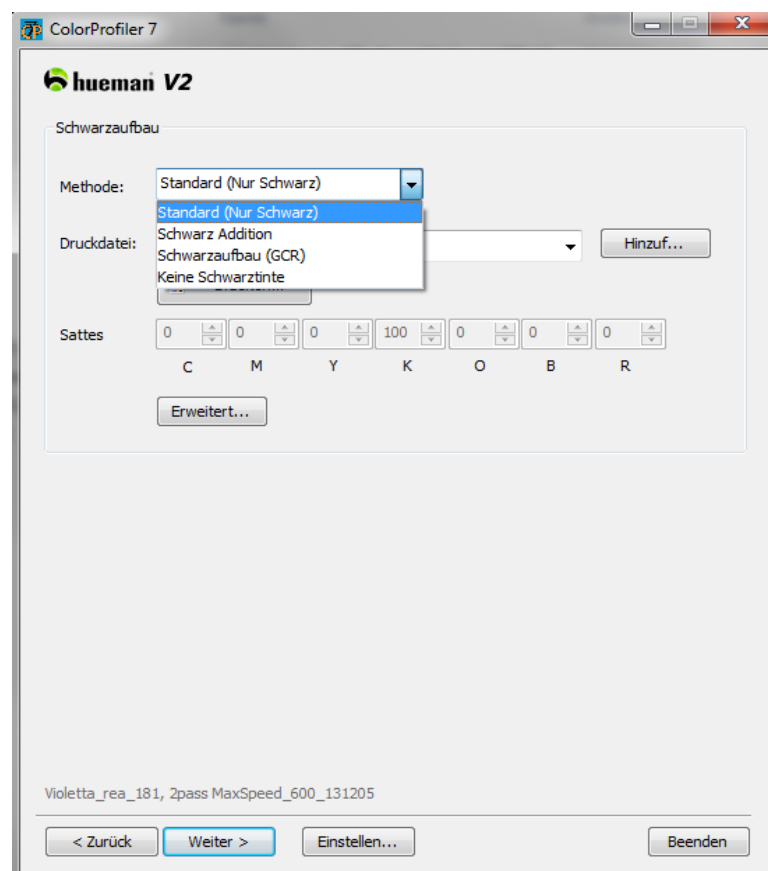 ColorProfiler 7
hueman V2
Schwarzaufbau
Methode: Standard (Nur Schwarz)
Standard (Nur Schwarz)
Schwarz Addition
Druckdatei: Hinzuf...
Schwarzaufbau (GCR)
Keine Schwarztinte
Sattes 0 0 0 100 0 0 0
C M Y K O B R
Erweitert...
Violetta_rea_181, 2pass MaxSpeed_600_131205
< Zurück Weiter > Einstellen... Beenden